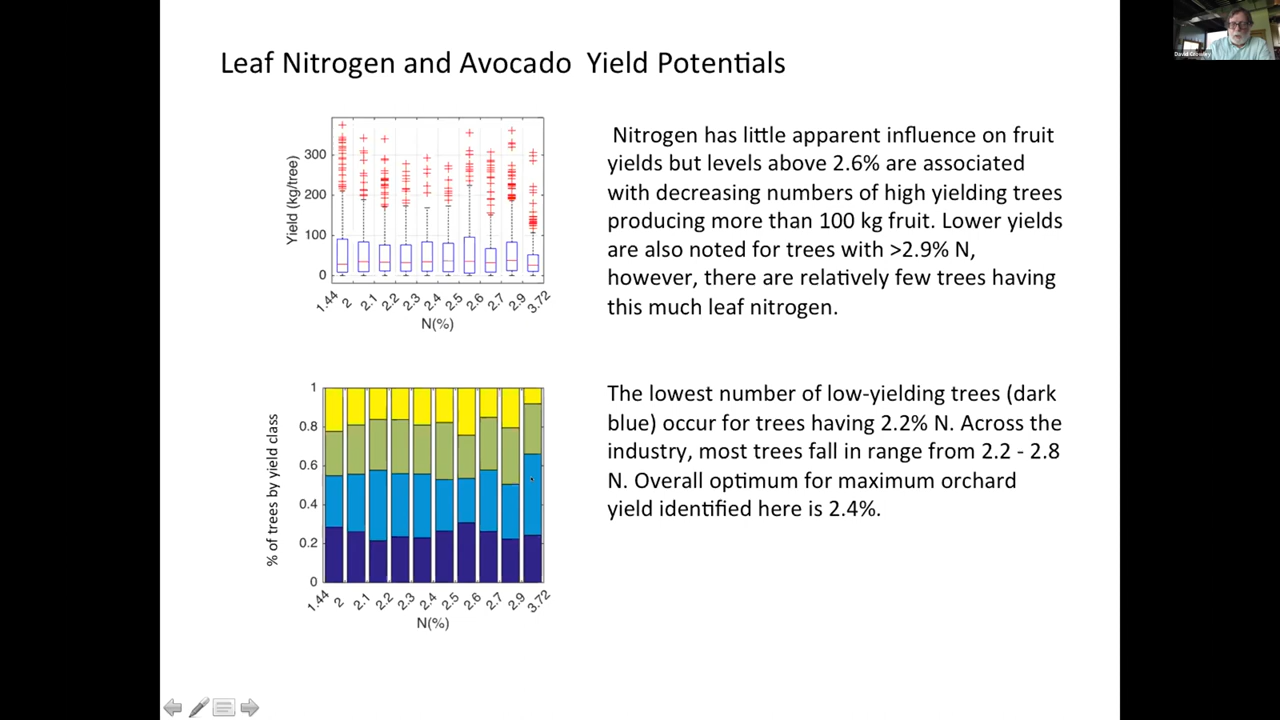 Leaf Nitrogen and Avocado Yield Potentials
David Crowley
Yield (kg/tree)
300
200
100
0
1.44 2 2.1 2.2 2.3 2.4 2.5 2.6 2.7 2.9 3.72
N(%)
Nitrogen has little apparent influence on fruit
yields but levels above 2.6% are associated
with decreasing numbers of high yielding trees
producing more than 100 kg fruit. Lower yields
are also noted for trees with >2.9% N,
however, there are relatively few trees having
this much leaf nitrogen.
% of trees by yield class
1
0.8
0.6
0.4
0.2
0
1.44 2 2.1 2.2 2.3 2.4 2.5 2.6 2.7 2.9 3.72
N(%)
The lowest number of low-yielding trees (dark
blue) occur for trees having 2.2% N. Across the
industry, most trees fall in range from 2.2 - 2.8
N. Overall optimum for maximum orchard
yield identified here is 2.4%.